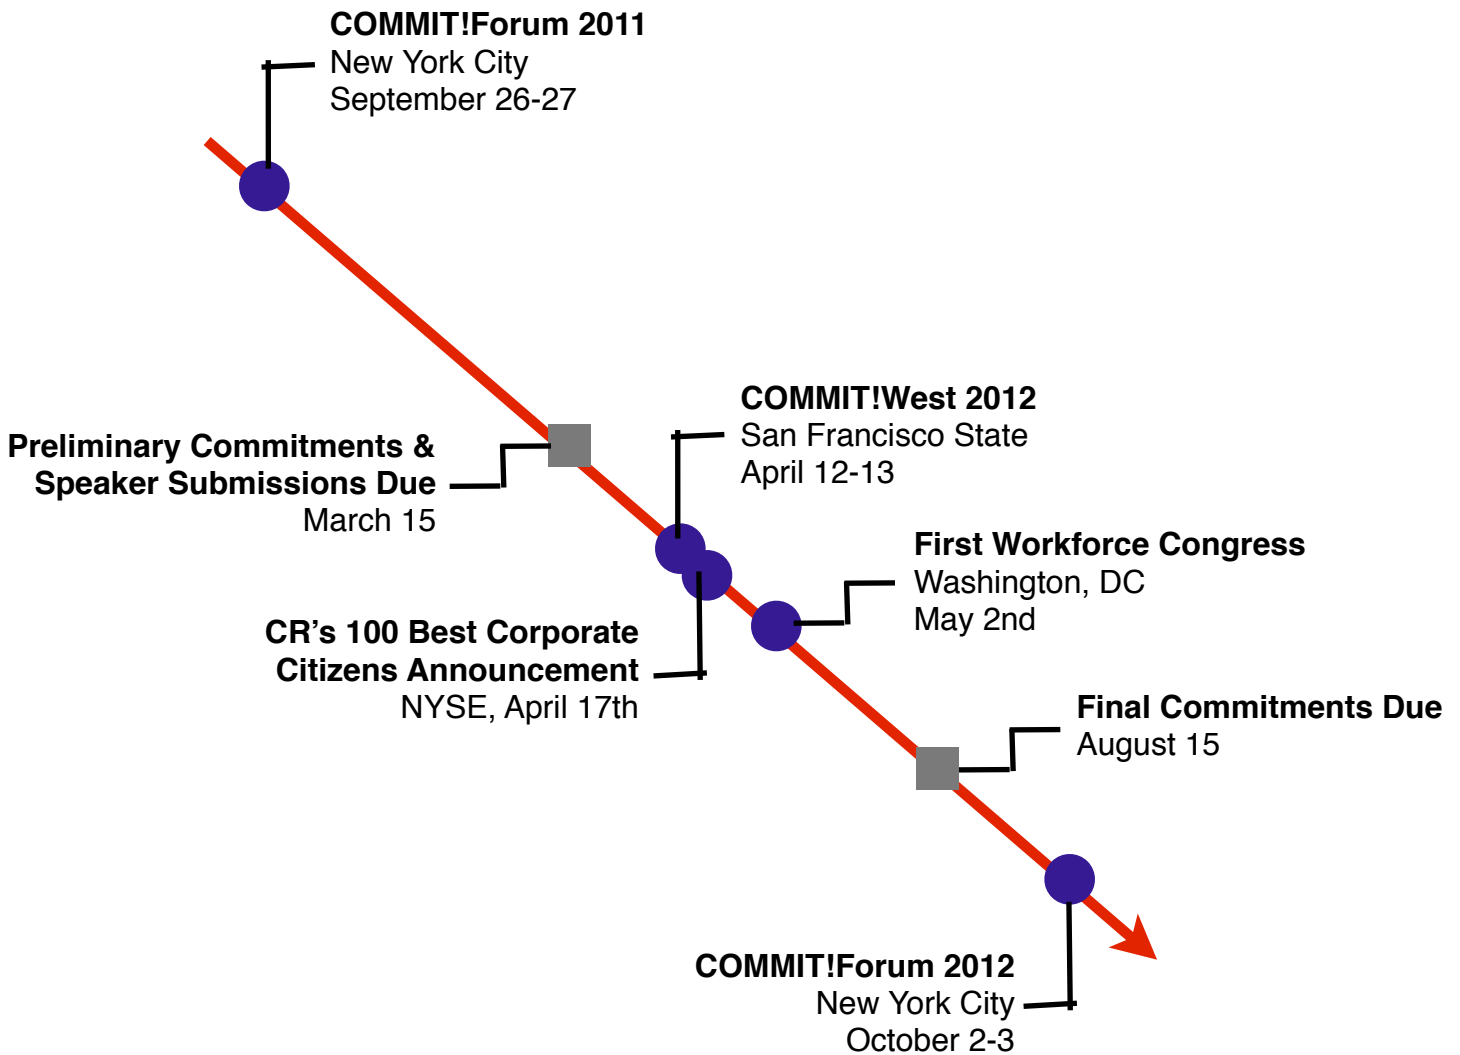 COMMIT!Forum 2011
New York City
September 26-27
COMMIT!West 2012
San Francisco State
April 12-13
Preliminary Commitments &
Speaker Submissions Due
March 15
First Workforce Congress
Washington, DC
May 2nd
CR's 100 Best Corporate
Citizens Announcement
NYSE, April 17th
Final Commitments Due
August 15
COMMIT!Forum 2012
New York City
October 2-3